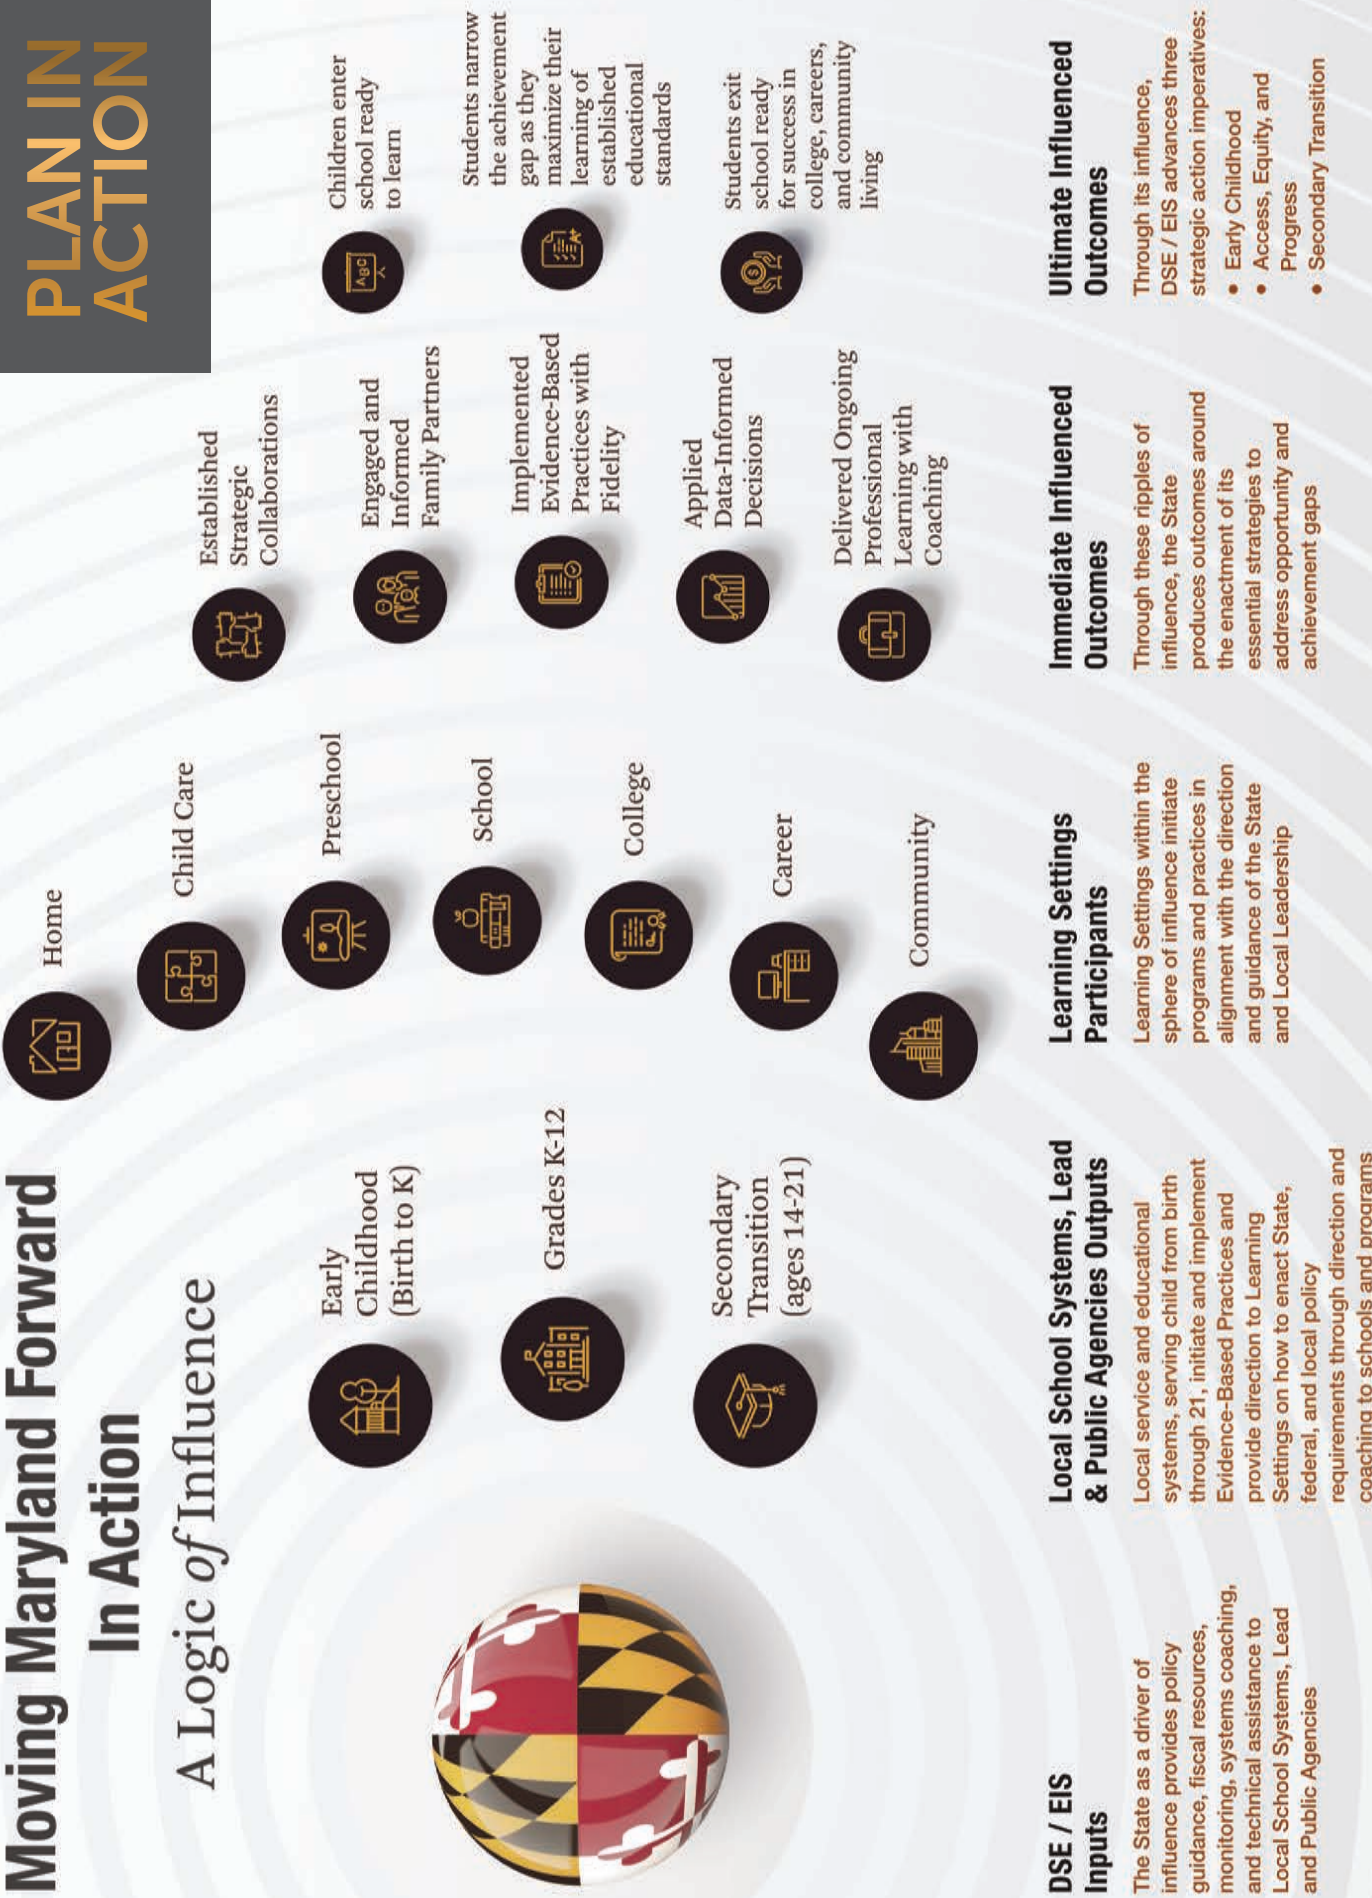 PLAN IN
ACTION
Moving Maryland Forward
In Action
A Logic of Influence
Early
Childhood
(Birth to K)
Grades K-12
Secondary
Transition
(ages 14-21)
Home
Child Care
Preschool
School
College
Career
Community
Established
Strategic
Collaborations
Engaged and
Informed
Family Partners
Implemented
Evidence-Based
Practices with
Fidelity
Applied
Data-Informed
Decisions
Delivered Ongoing
Professional
Learning with
Coaching
ABC
Children enter
school ready
to learn
A+
Students narrow
the achievement
gap as they
maximize their
learning of
established
educational
standards
$
Students exit
school ready
for success in
college, careers,
and community
living
DSE / EIS
Inputs
The State as a driver of
influence provides policy
guidance, fiscal resources,
monitoring, systems coaching,
and technical assistance to
Local School Systems, Lead
and Public Agencies
Local School Systems, Lead
& Public Agencies Outputs
Local service and educational
systems, serving child from birth
through 21, initiate and implement
Evidence-Based Practices and
provide direction to Learning
Settings on how to enact State,
federal, and local policy
requirements through direction and
coaching to schools and programs
Learning Settings
Participants
Learning Settings within the
sphere of influence initiate
programs and practices in
alignment with the direction
and guidance of the State
and Local Leadership
Immediate Influenced
Outcomes
Through these ripples of
influence, the State
produces outcomes around
the enactment of its
essential strategies to
address opportunity and
achievement gaps
Ultimate Influenced
Outcomes
Through its influence,
DSE / EIS advances three
strategic action imperatives:
• Early Childhood
• Access, Equity, and
Progress
• Secondary Transition